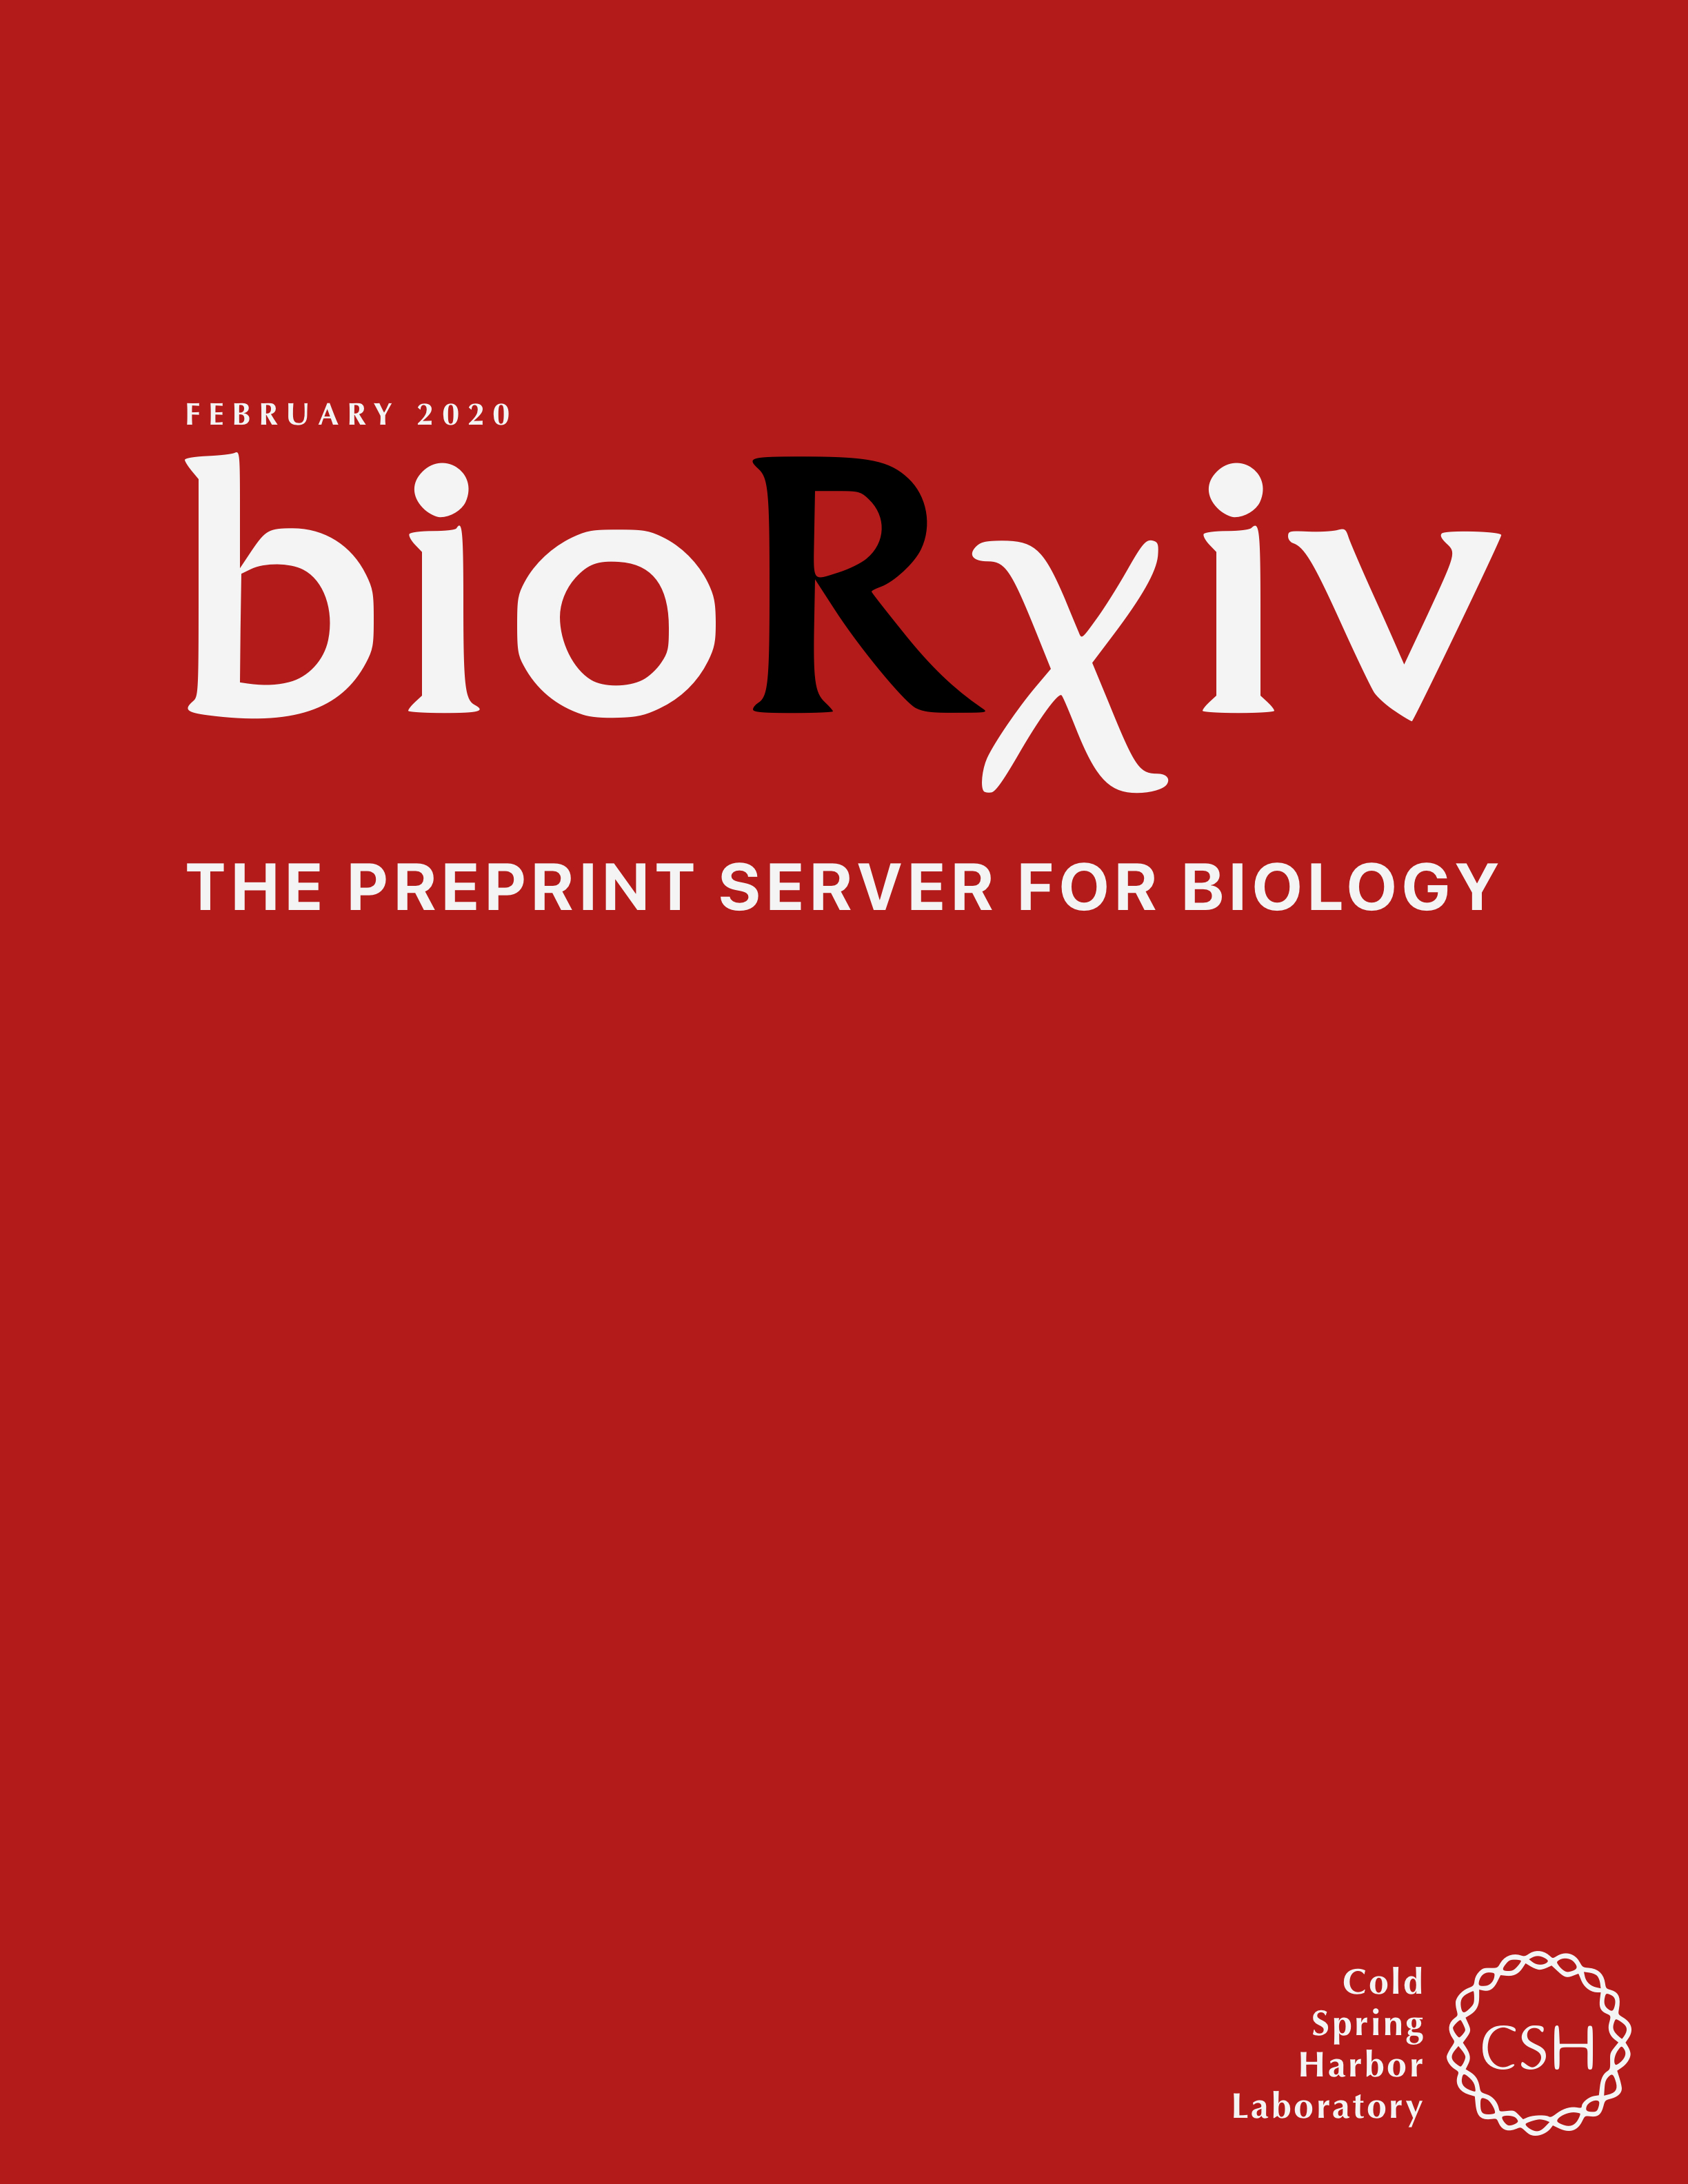 FEBRUARY 2020
bioRχiv
THE PREPRINT SERVER FOR BIOLOGY
Cold
Spring
Harbor
Laboratory
CSH